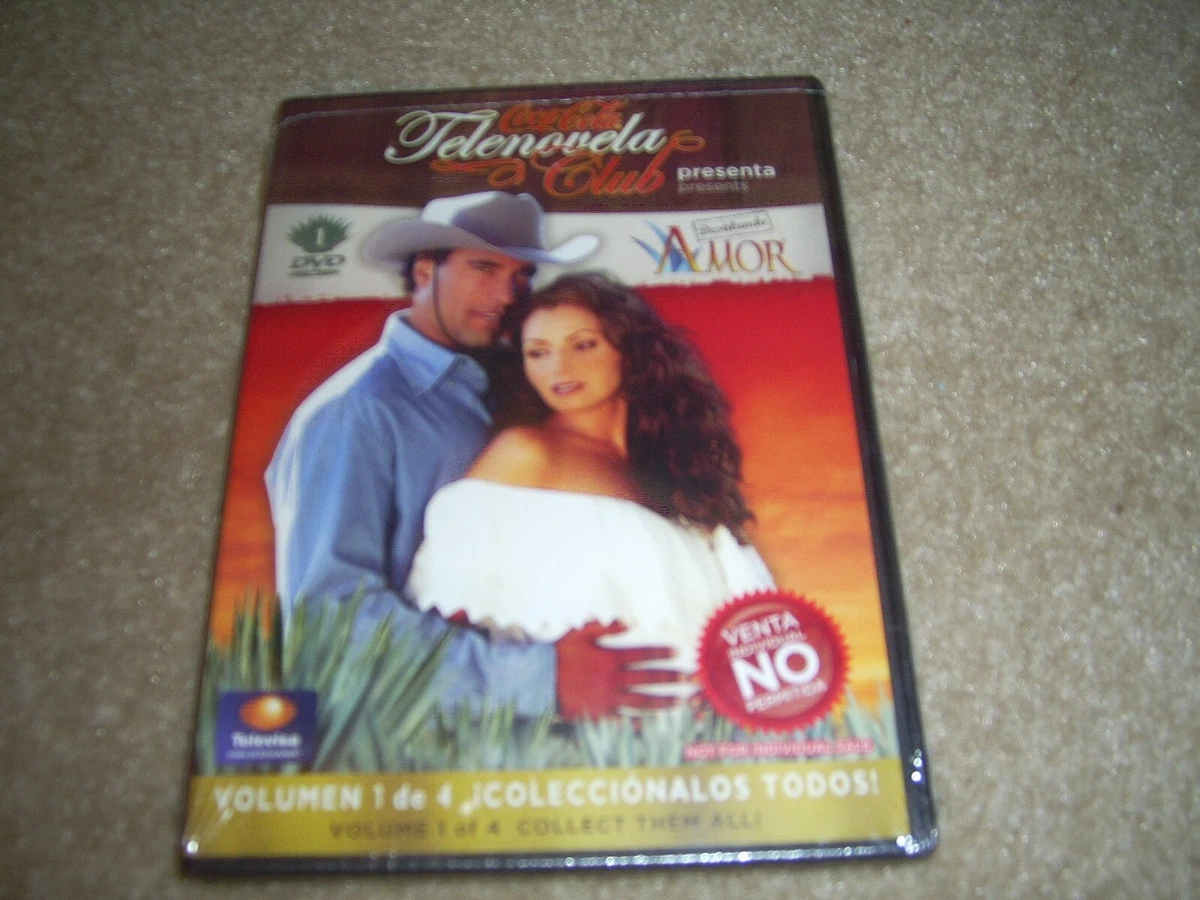 Coca-Cola
Telenovela
Club
presenta
presents
1
DVD
Destilando
AMOR
VENTA
INDIVIDUAL
NO
PERMITIDA
NOT FOR INDIVIDUAL SALE
Televisa
VOLUMEN 1 de 4 ¡COLECCIÓNALOS TODOS!
VOLUME 1 of 4 COLLECT THEM ALL!